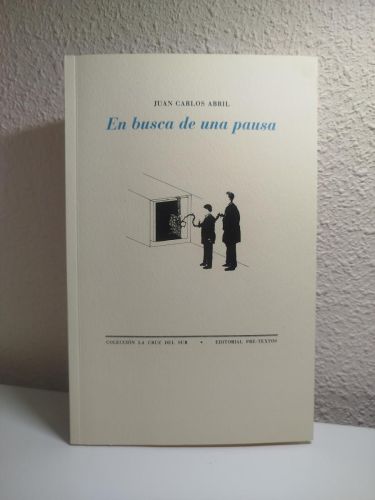 JUAN CARLOS ABRIL
En busca de una pausa
COLECCIÓN LA CRUZ DEL SUR • EDITORIAL PRE-TEXTOS